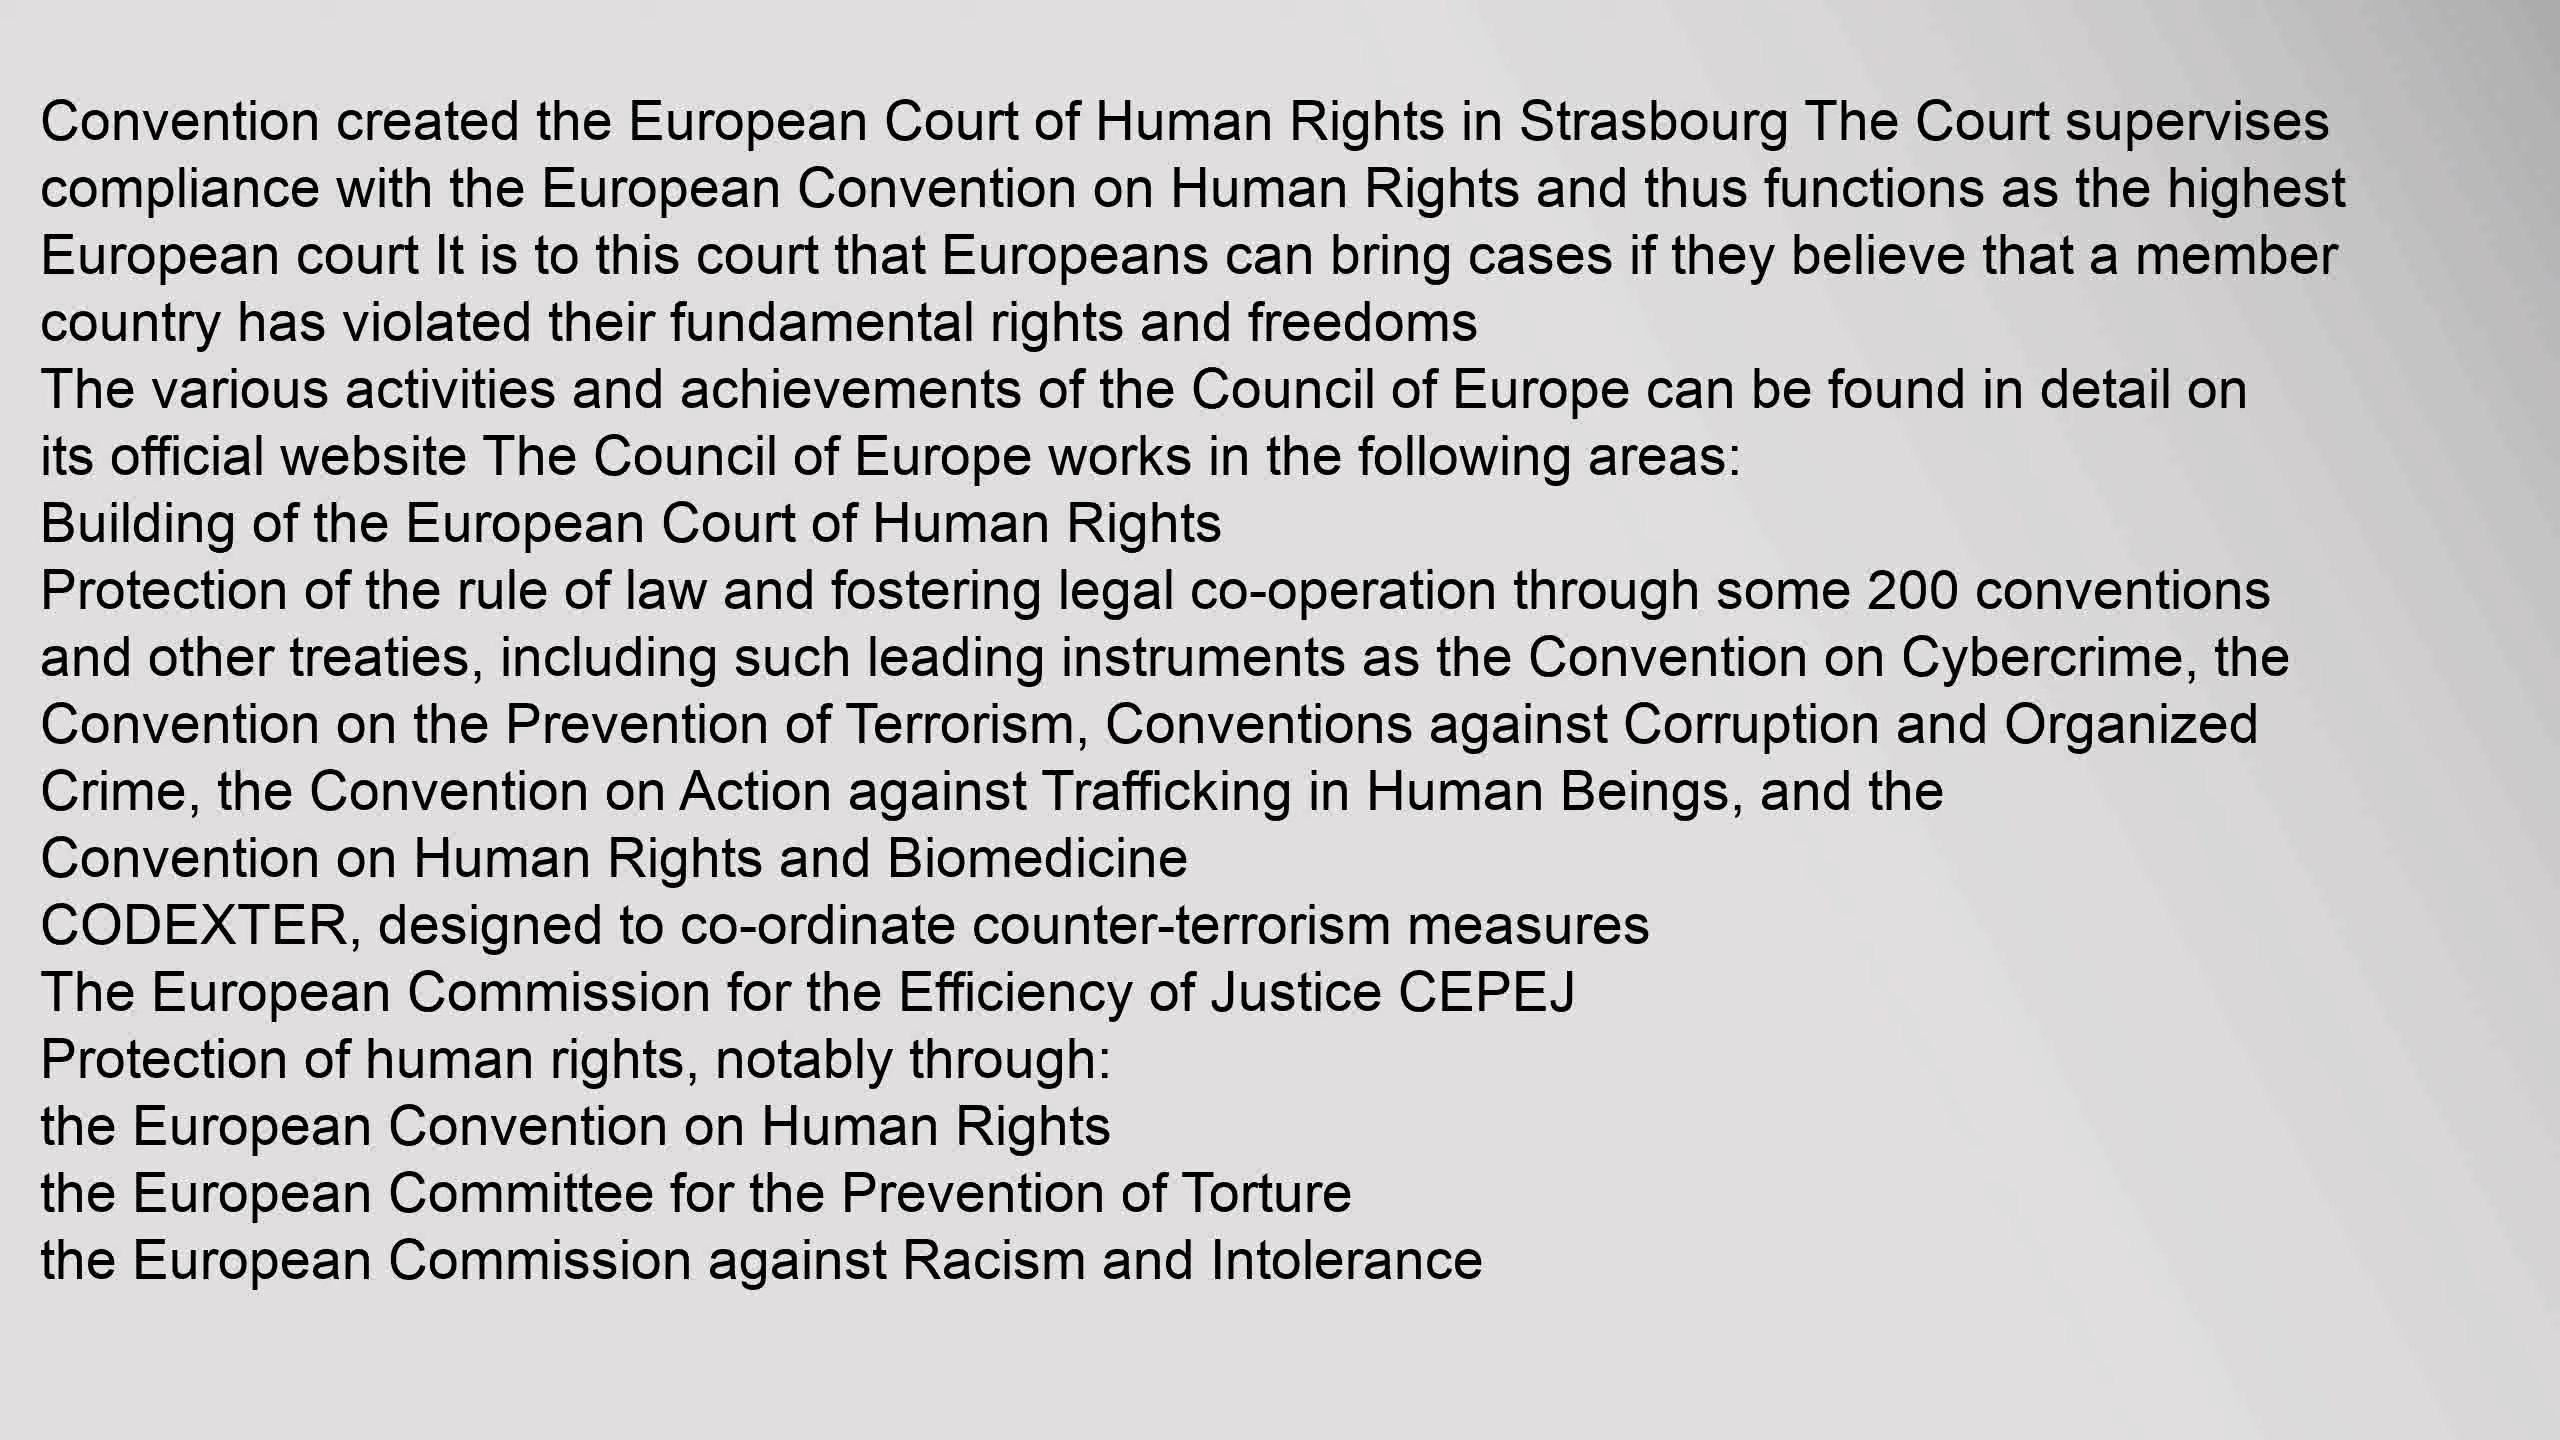 Convention created the European Court of Human Rights in Strasbourg The Court supervises
compliance with the European Convention on Human Rights and thus functions as the highest
European court It is to this court that Europeans can bring cases if they believe that a member
country has violated their fundamental rights and freedoms
The various activities and achievements of the Council of Europe can be found in detail on
its official website The Council of Europe works in the following areas:
Building of the European Court of Human Rights
Protection of the rule of law and fostering legal co-operation through some 200 conventions
and other treaties, including such leading instruments as the Convention on Cybercrime, the
Convention on the Prevention of Terrorism, Conventions against Corruption and Organized
Crime, the Convention on Action against Trafficking in Human Beings, and the
Convention on Human Rights and Biomedicine
CODEXTER, designed to co-ordinate counter-terrorism measures
The European Commission for the Efficiency of Justice CEPEJ
Protection of human rights, notably through:
the European Convention on Human Rights
the European Committee for the Prevention of Torture
the European Commission against Racism and Intolerance